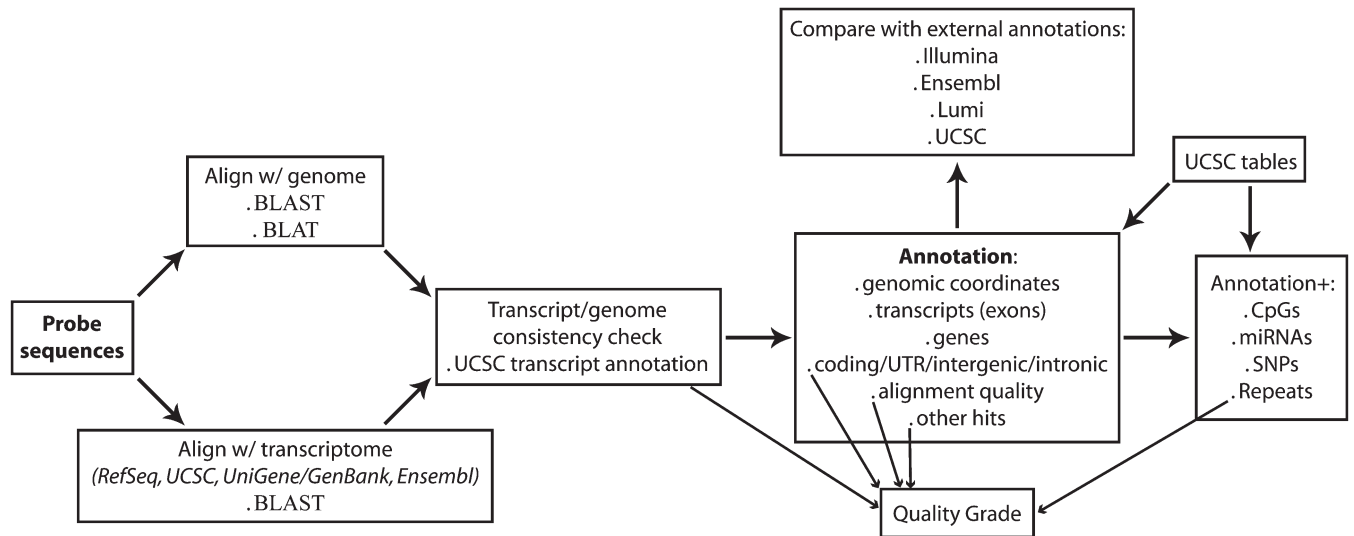 Probe
sequences
Align w/ genome
.BLAST
. BLAT
Align w/ transcriptome
(RefSeq, UCSC, UniGene/GenBank, Ensembl)
.BLAST
Transcript/genome
consistency check
.UCSC transcript annotation
Compare with external annotations:
.Illumina
.Ensembl
.Lumi
.UCSC
UCSC tables
Annotation:
.genomic coordinates
.transcripts (exons)
.genes
.coding/UTR/intergenic/intronic
.alignment quality
.other hits
Annotation+:
.CpGs
.miRNAs
.SNPs
.Repeats
Quality Grade